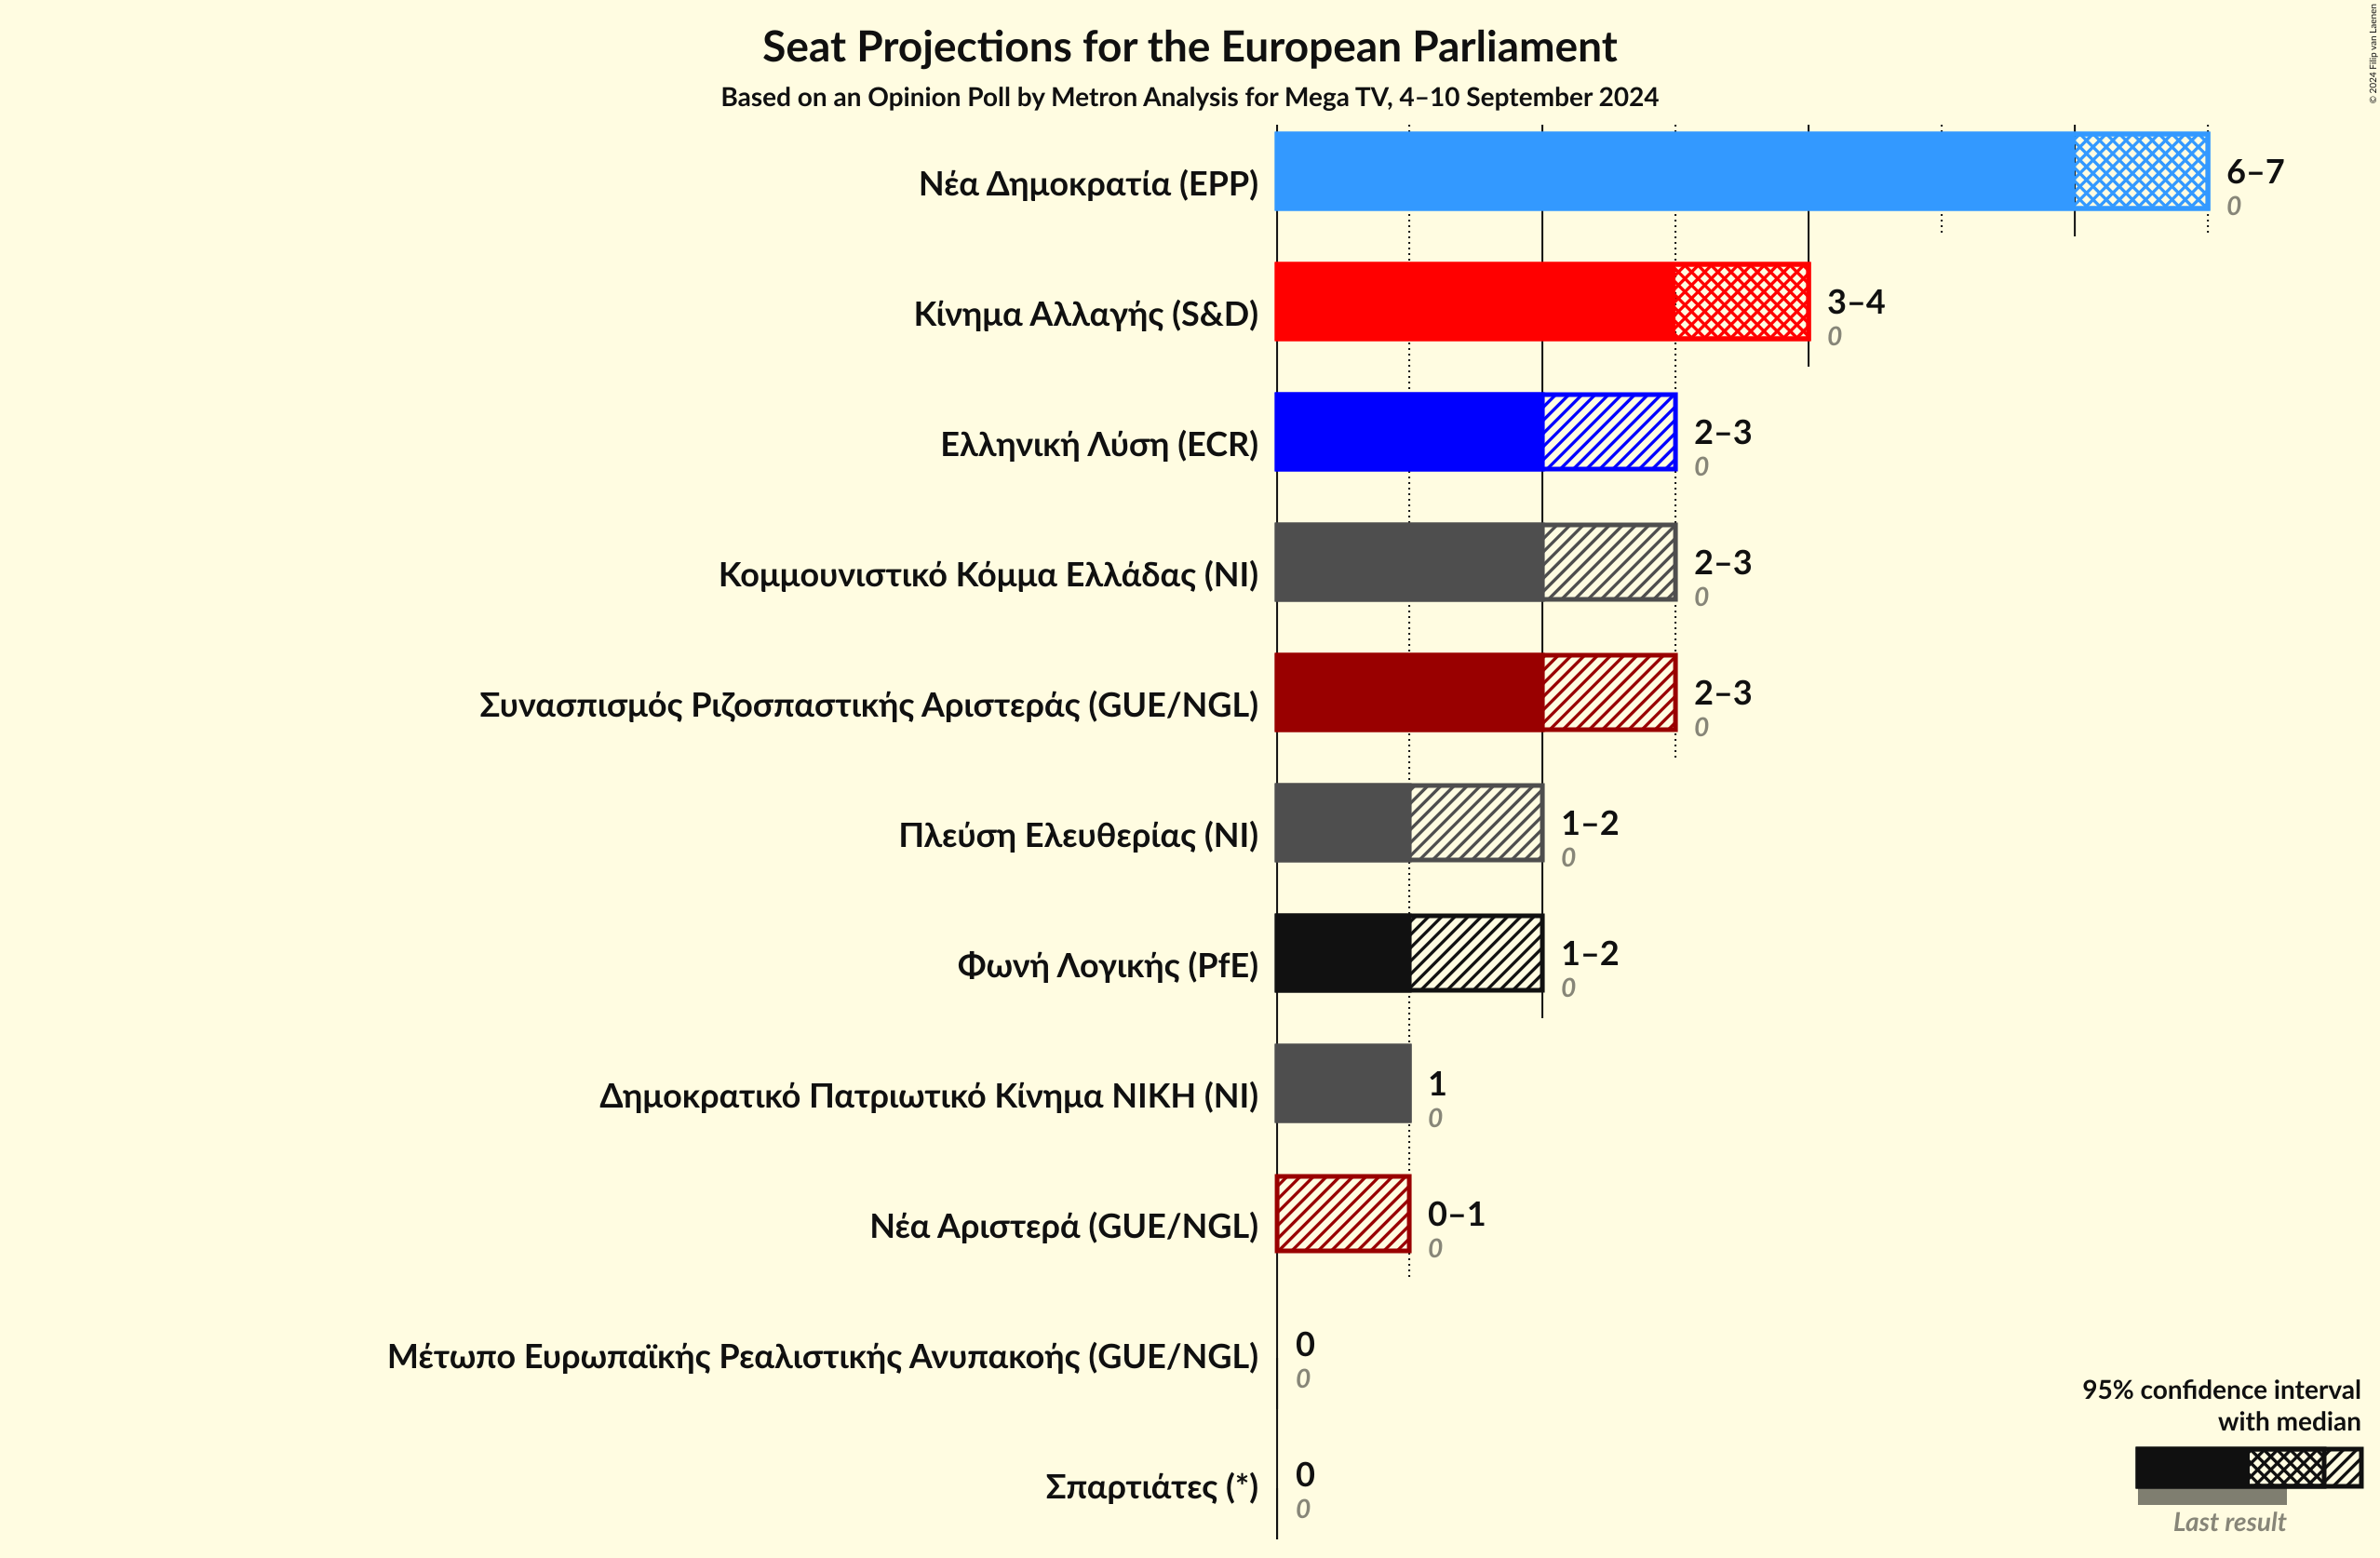 Seat Projections for the European Parliament
Based on an Opinion Poll by Metron Analysis for Mega TV, 4–10 September 2024
© 2024 Filip van Laenen
Νέα Δημοκρατία (EPP)
6–7
0
Κίνημα Αλλαγής (S&D)
3–4
0
Ελληνική Λύση (ECR)
2–3
0
Κομμουνιστικό Κόμμα Ελλάδας (NI)
2–3
0
Συνασπισμός Ριζοσπαστικής Αριστεράς (GUE/NGL)
2–3
0
Πλεύση Ελευθερίας (NI)
1–2
0
Φωνή Λογικής (PfE)
1–2
0
Δημοκρατικό Πατριωτικό Κίνημα ΝΙΚΗ (NI)
1
0
Νέα Αριστερά (GUE/NGL)
0–1
0
Μέτωπο Ευρωπαϊκής Ρεαλιστικής Ανυπακοής (GUE/NGL)
0
0
Σπαρτιάτες (*)
0
0
95% confidence interval
with median
Last result